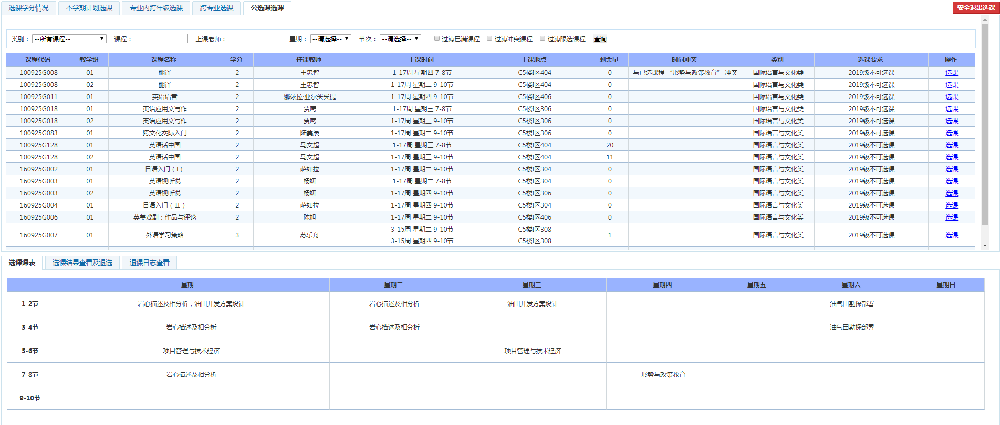 选课学分情况 本学期计划选课 专业内跨年级选课 跨专业选课 公选课选课 安全退出选课
类别： --所有课程-- 课程： 上课老师： 星期： --请选择-- 节次： --请选择-- 过滤已满课程 过滤冲突课程 过滤限选课程 查询
课程代码 教学班 课程名称 学分 任课教师 上课时间 上课地点 剩余量 时间冲突 类别 选课要求 操作
100925G008 01 翻译 2 王忠智 1-17周 星期四 7-8节 C5楼I区404 0 与已选课程 “形势与政策教育” 冲突 国际语言与文化类 2019级不可选课 选课
100925G008 02 翻译 2 王忠智 1-17周 星期二 9-10节 C5楼I区404 0 国际语言与文化类 2019级不可选课 选课
100925G011 01 英语语音 2 娜依拉·亚尔买买提 1-17周 星期四 9-10节 C5楼I区406 0 国际语言与文化类 2019级不可选课 选课
100925G018 01 英语应用文写作 2 贾鹰 1-17周 星期三 7-8节 C5楼I区306 0 国际语言与文化类 2019级不可选课 选课
100925G018 02 英语应用文写作 2 贾鹰 1-17周 星期三 9-10节 C5楼I区306 0 国际语言与文化类 2019级不可选课 选课
100925G083 01 跨文化交际入门 2 陆美辰 1-17周 星期二 9-10节 C5楼I区306 0 国际语言与文化类 2019级不可选课 选课
100925G128 01 英语话中国 2 马文超 1-17周 星期三 7-8节 C5楼I区404 20 国际语言与文化类 2019级不可选课 选课
100925G128 02 英语话中国 2 马文超 1-17周 星期三 9-10节 C5楼I区404 11 国际语言与文化类 2019级不可选课 选课
160925G002 01 日语入门（I） 2 萨如拉 1-17周 星期二 9-10节 C5楼I区304 0 国际语言与文化类 2019级不可选课 选课
160925G003 01 英语视听说 2 杨妍 1-17周 星期二 7-8节 C5楼I区304 0 国际语言与文化类 2019级不可选课 选课
160925G003 02 英语视听说 2 杨妍 1-17周 星期四 9-10节 C5楼I区306 0 国际语言与文化类 2019级不可选课 选课
160925G004 01 日语入门（Ⅱ） 2 萨如拉 1-17周 星期四 9-10节 C5楼I区304 0 国际语言与文化类 2019级不可选课 选课
160925G006 01 英美戏剧：作品与评论 2 陈旭 1-17周 星期二 9-10节 C5楼I区406 0 国际语言与文化类 2019级不可选课 选课
160925G007 01 外语学习策略 3 苏乐舟 3-15周 星期二 9-10节 C5楼I区308 1 国际语言与文化类 2019级不可选课 选课
3-15周 星期四 9-10节 C5楼I区308
选课课表 选课结果查看及退选 退课日志查看
星期一 星期二 星期三 星期四 星期五 星期六 星期日
1-2节 岩心描述及相分析，油田开发方案设计 岩心描述及相分析 油田开发方案设计 油气田勘探部署
3-4节 岩心描述及相分析 岩心描述及相分析 油气田勘探部署
5-6节 项目管理与技术经济 项目管理与技术经济
7-8节 岩心描述及相分析 形势与政策教育
9-10节